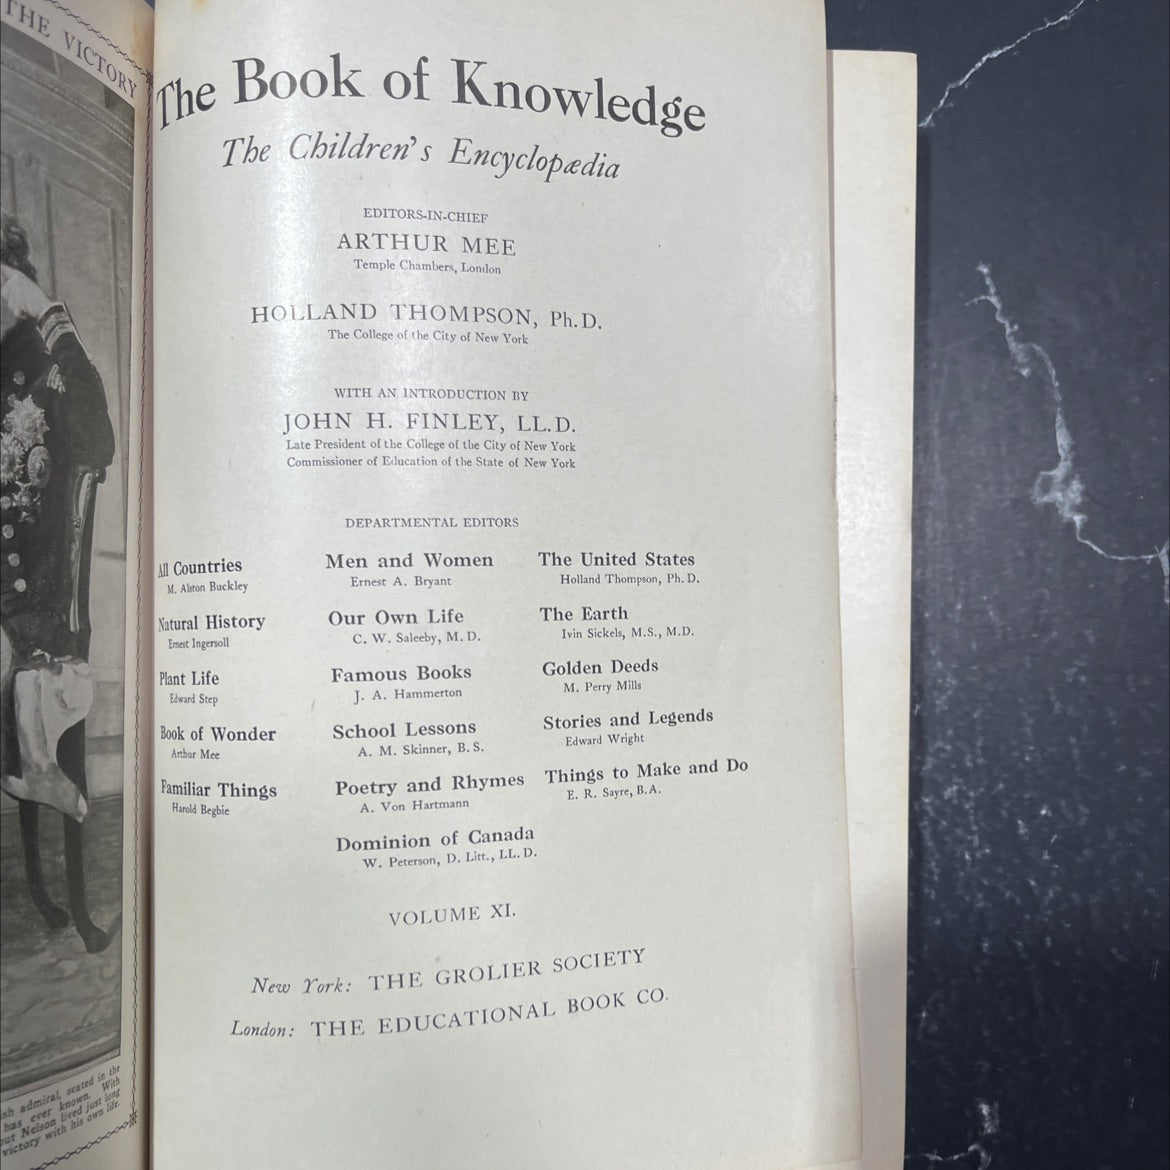 THE VICTORY
sh admiral, seated in the
has ever known. With
but Nelson lived just long
victory with his own life.
The Book of Knowledge
The Children's Encyclopædia
EDITORS-IN-CHIEF
ARTHUR MEE
Temple Chambers, London
HOLLAND THOMPSON, Ph.D.
The College of the City of New York
WITH AN INTRODUCTION BY
JOHN H. FINLEY, LL.D.
Late President of the College of the City of New York
Commissioner of Education of the State of New York
DEPARTMENTAL EDITORS
All Countries
M. Alston Buckley
Natural History
Ernest Ingersoll
Plant Life
Edward Step
Book of Wonder
Arthur Mee
Familiar Things
Harold Begbie
Men and Women
Ernest A. Bryant
Our Own Life
C. W. Saleeby, M.D.
Famous Books
J. A. Hammerton
School Lessons
A. M. Skinner, B.S.
Poetry and Rhymes
A. Von Hartmann
Dominion of Canada
W. Peterson, D. Litt., LL.D.
The United States
Holland Thompson, Ph.D.
The Earth
Ivin Sickels, M.S., M.D.
Golden Deeds
M. Perry Mills
Stories and Legends
Edward Wright
Things to Make and Do
E. R. Sayre, B.A.
VOLUME XI.
New York: THE GROLIER SOCIETY
London: THE EDUCATIONAL BOOK CO.